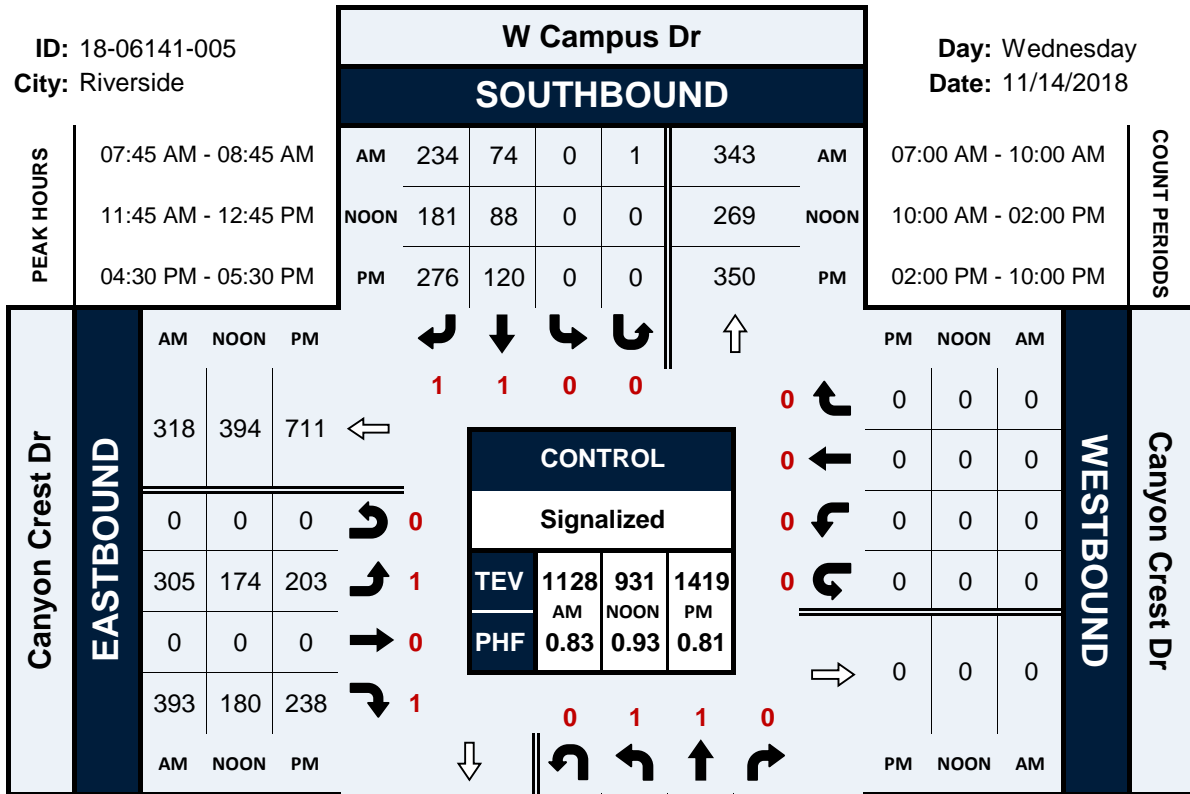 W Campus Dr
ID: 18-06141-005
Day: Wednesday
City: Riverside
Date: 11/14/2018
SOUTHBOUND
PEAK HOURS
07:45 AM - 08:45 AM
AM 234 74 0 1 343 AM
07:00 AM - 10:00 AM
COUNT PERIODS
11:45 AM - 12:45 PM
NOON 181 88 0 0 269 NOON
10:00 AM - 02:00 PM
04:30 PM - 05:30 PM
PM 276 120 0 0 350 PM
02:00 PM - 10:00 PM
Canyon Crest Dr
EASTBOUND
AM NOON PM
PM NOON AM
1 1 0 0
318 394 711
0 0 0 0
0 0 0 0
0 0 0 0
0 0 0 0
0 0 0 0
305 174 203 1
0 0 0 0
393 180 238 1
CONTROL
Signalized
TEV 1128 931 1419
AM NOON PM
PHF 0.83 0.93 0.81
0 0 0
WESTBOUND
Canyon Crest Dr
0 1 1 0
AM NOON PM
PM NOON AM